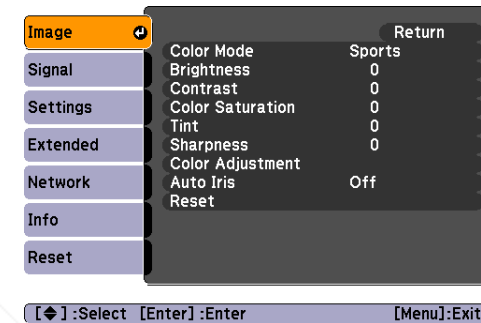 Image
Signal
Settings
Extended
Network
Info
Reset
Return
Color Mode Sports
Brightness 0
Contrast 0
Color Saturation 0
Tint 0
Sharpness 0
Color Adjustment
Auto Iris Off
Reset
[◆] :Select [Enter] :Enter [Menu]:Exit